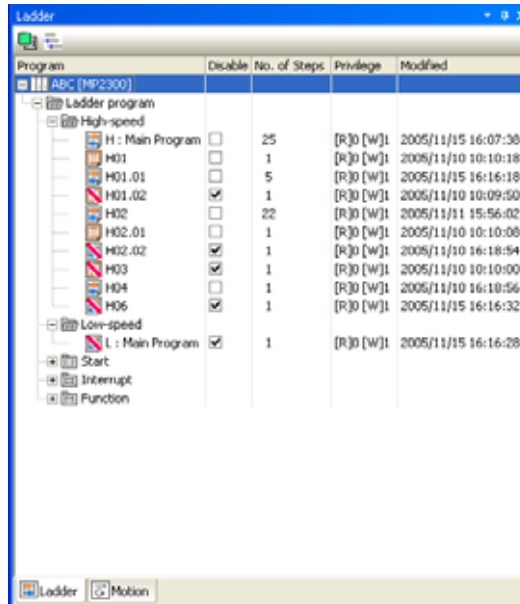 Ladder
Program Disable No. of Steps Privilege Modified
ABC [MP2300]
Ladder program
High-speed
H : Main Program 25 [R]0 [W]1 2005/11/15 16:07:38
H01 1 [R]0 [W]1 2005/11/10 10:10:18
H01.01 5 [R]0 [W]1 2005/11/15 16:16:18
H01.02 1 [R]0 [W]1 2005/11/10 10:09:50
H02 22 [R]0 [W]1 2005/11/11 15:56:02
H02.01 1 [R]0 [W]1 2005/11/10 10:10:08
H02.02 1 [R]0 [W]1 2005/11/10 16:18:54
H03 1 [R]0 [W]1 2005/11/10 10:10:00
H04 1 [R]0 [W]1 2005/11/10 16:18:56
H06 1 [R]0 [W]1 2005/11/15 16:16:32
Low-speed
L : Main Program 1 [R]0 [W]1 2005/11/15 16:16:28
Start
Interrupt
Function
Ladder Motion